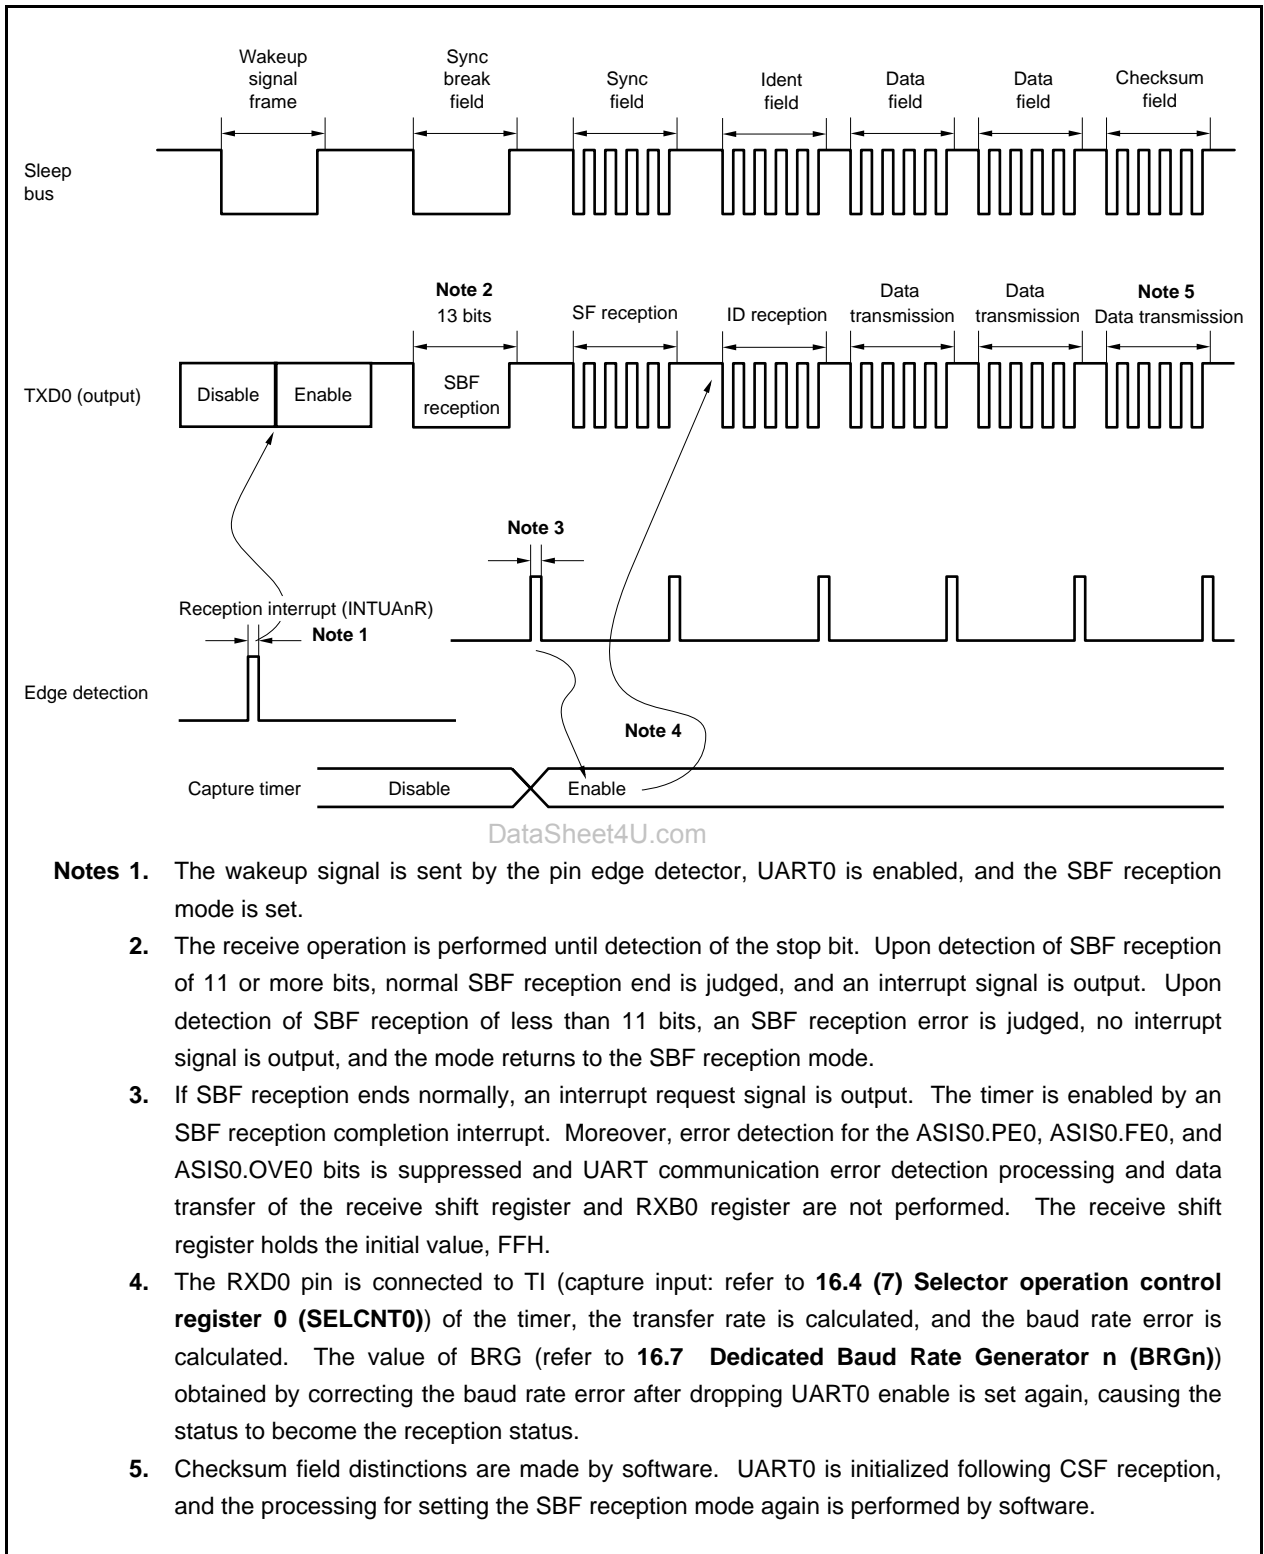 Wakeup
signal
frame
Sync
break
field
Sync
field
Ident
field
Data
field
Data
field
Checksum
field
Sleep
bus
Note 2
13 bits
SF reception
ID reception
Data
transmission
Data
transmission
Note 5
Data transmission
TXD0 (output)
Disable
Enable
SBF
reception
Note 3
Reception interrupt (INTUAnR)
Note 1
Edge detection
Note 4
Capture timer
Disable
Enable
DataSheet4U.com
Notes 1. The wakeup signal is sent by the pin edge detector, UART0 is enabled, and the SBF reception
mode is set.
2. The receive operation is performed until detection of the stop bit. Upon detection of SBF reception
of 11 or more bits, normal SBF reception end is judged, and an interrupt signal is output. Upon
detection of SBF reception of less than 11 bits, an SBF reception error is judged, no interrupt
signal is output, and the mode returns to the SBF reception mode.
3. If SBF reception ends normally, an interrupt request signal is output. The timer is enabled by an
SBF reception completion interrupt. Moreover, error detection for the ASIS0.PE0, ASIS0.FE0, and
ASIS0.OVE0 bits is suppressed and UART communication error detection processing and data
transfer of the receive shift register and RXB0 register are not performed. The receive shift
register holds the initial value, FFH.
4. The RXD0 pin is connected to TI (capture input: refer to 16.4 (7) Selector operation control
register 0 (SELCNT0)) of the timer, the transfer rate is calculated, and the baud rate error is
calculated. The value of BRG (refer to 16.7 Dedicated Baud Rate Generator n (BRGn))
obtained by correcting the baud rate error after dropping UART0 enable is set again, causing the
status to become the reception status.
5. Checksum field distinctions are made by software. UART0 is initialized following CSF reception,
and the processing for setting the SBF reception mode again is performed by software.